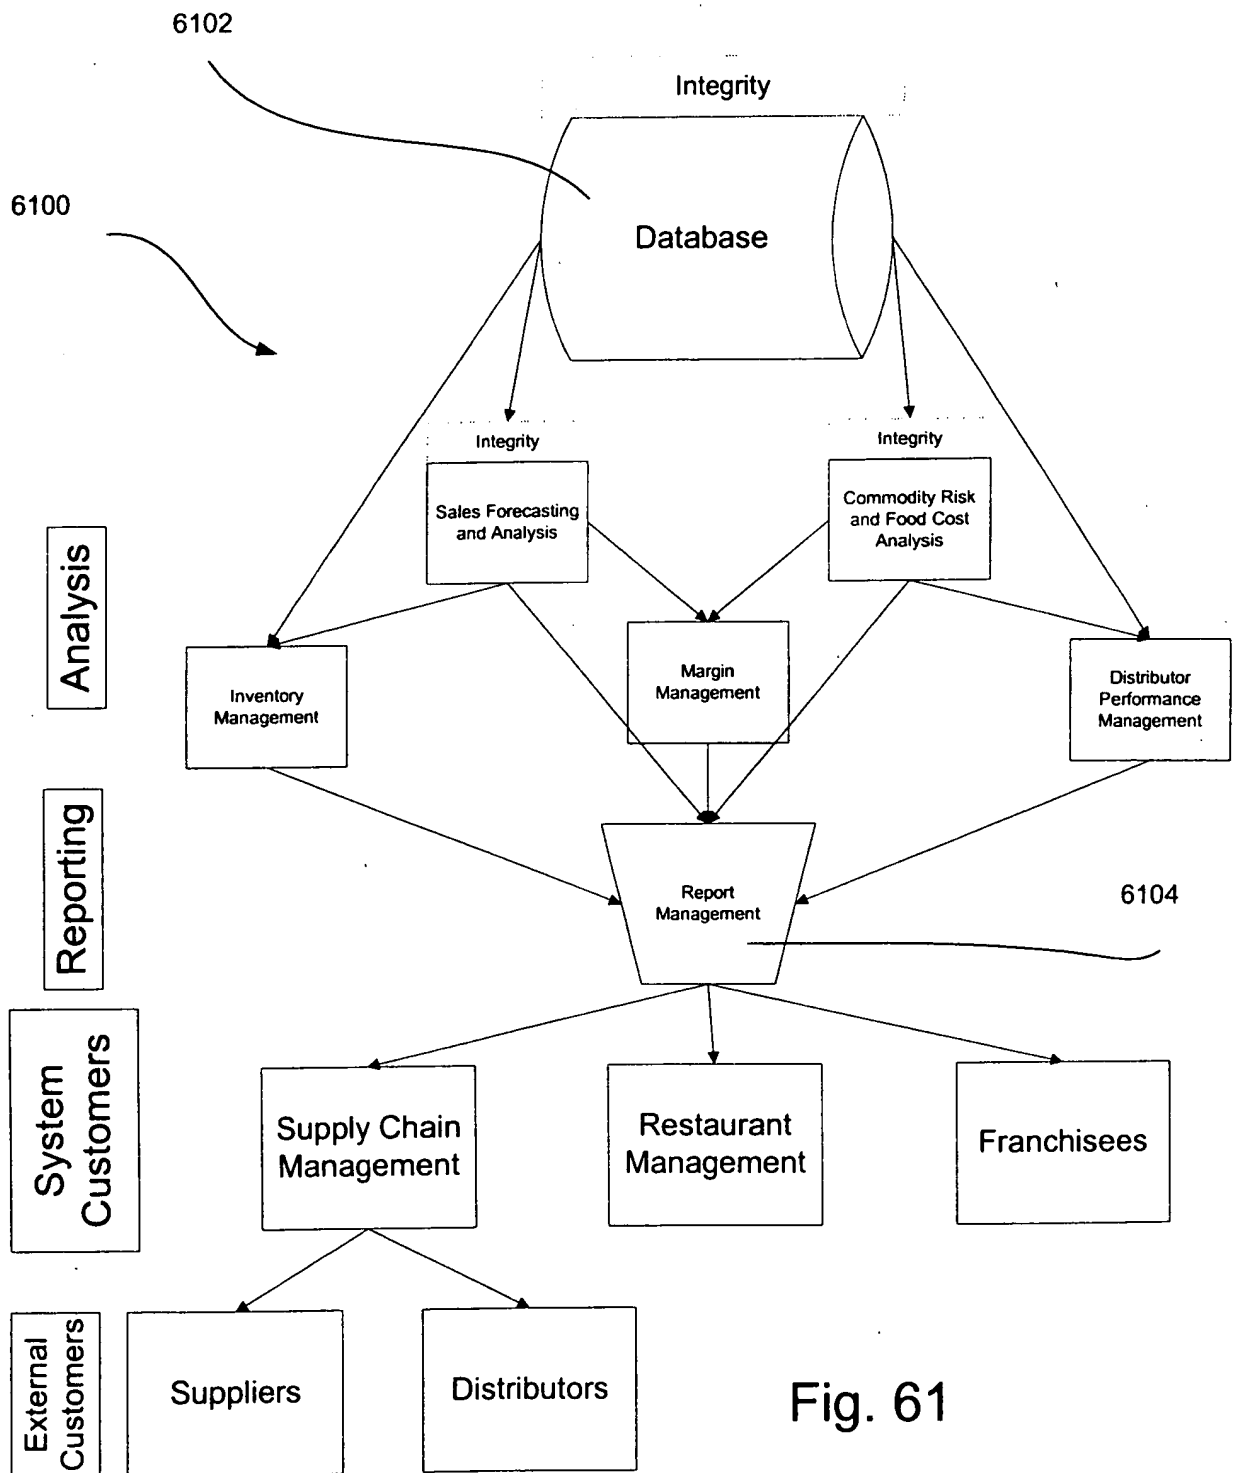 6102
Integrity
6100
Database
Integrity
Integrity
Sales Forecasting
and Analysis
Commodity Risk
and Food Cost
Analysis
Analysis
Inventory
Management
Margin
Management
Distributor
Performance
Management
Reporting
Report
Management
6104
System
Customers
Supply Chain
Management
Restaurant
Management
Franchisees
External
Customers
Suppliers
Distributors
Fig. 61